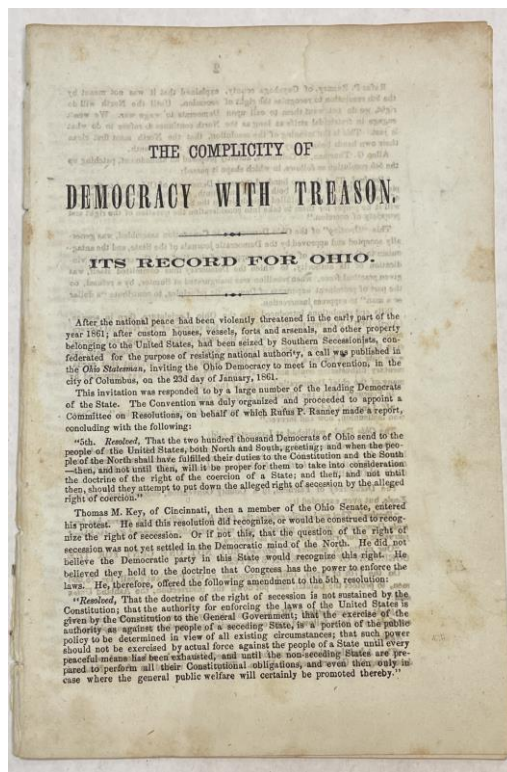 THE COMPLICITY OF
DEMOCRACY WITH TREASON.
ITS RECORD FOR OHIO.
After the national peace had been violently threatened in the early part of the
year 1861; after custom houses, vessels, forts and arsenals, and other property
belonging to the United States, had been seized by Southern Secessionists, con-
federated for the purpose of resisting national authority, a call was published in
the Ohio Statesman, inviting the Ohio Democracy to meet in Convention, in the
city of Columbus, on the 23d day of January, 1861.
This invitation was responded to by a large number of the leading Democrats
of the State. The Convention was duly organized and proceeded to appoint a
Committee on Resolutions, on behalf of which Rufus P. Ranney made a report,
concluding with the following:
"5th. Resolved, That the two hundred thousand Democrats of Ohio send to the
people of the United States, both North and South, greeting; and when the peo-
ple of the North shall have fulfilled their duties to the Constitution and the South
—then, and not until then, will it be proper for them to take into consideration
the doctrine of the right of the coercion of a State; and then, and not until
then, should they attempt to put down the alleged right of secession by the alleged
right of coercion."
Thomas M. Key, of Cincinnati, then a member of the Ohio Senate, entered
his protest. He said this resolution did recognize, or would be construed to recog-
nize the right of secession. Or if not this, that the question of the right of
secession was not yet settled in the Democratic mind of the North. He did not
believe the Democratic party in this State would recognize this right. He
believed they held to the doctrine that Congress has the power to enforce the
laws. He, therefore, offered the following amendment to the 5th resolution:
"Resolved, That the doctrine of the right of secession is not sustained by the
Constitution; that the authority for enforcing the laws of the United States is
given by the Constitution to the General Government; that the exercise of the
authority as against the people of a seceding State, is a portion of the public
policy to be determined in view of all existing circumstances; that such power
should not be exercised by actual force against the people of a State until every
peaceful means has been exhausted, and until the non-seceding States are pre-
pared to perform all their Constitutional obligations, and even then only in
case where the general public welfare will certainly be promoted thereby."